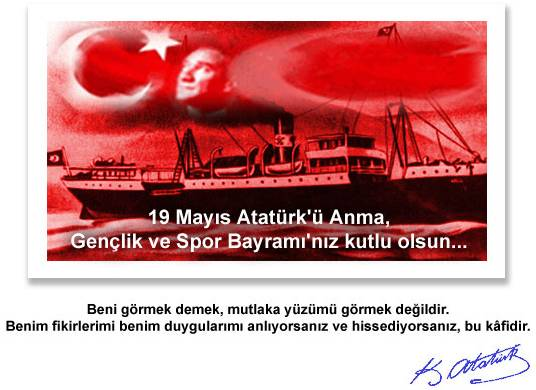 19 Mayıs Atatürk'ü Anma,
Gençlik ve Spor Bayramı'nız kutlu olsun...
Beni görmek demek, mutlaka yüzümü görmek değildir.
Benim fikirlerimi benim duygularımı anlıyorsanız ve hissediyorsanız, bu kâfidir.
K. Atatürk